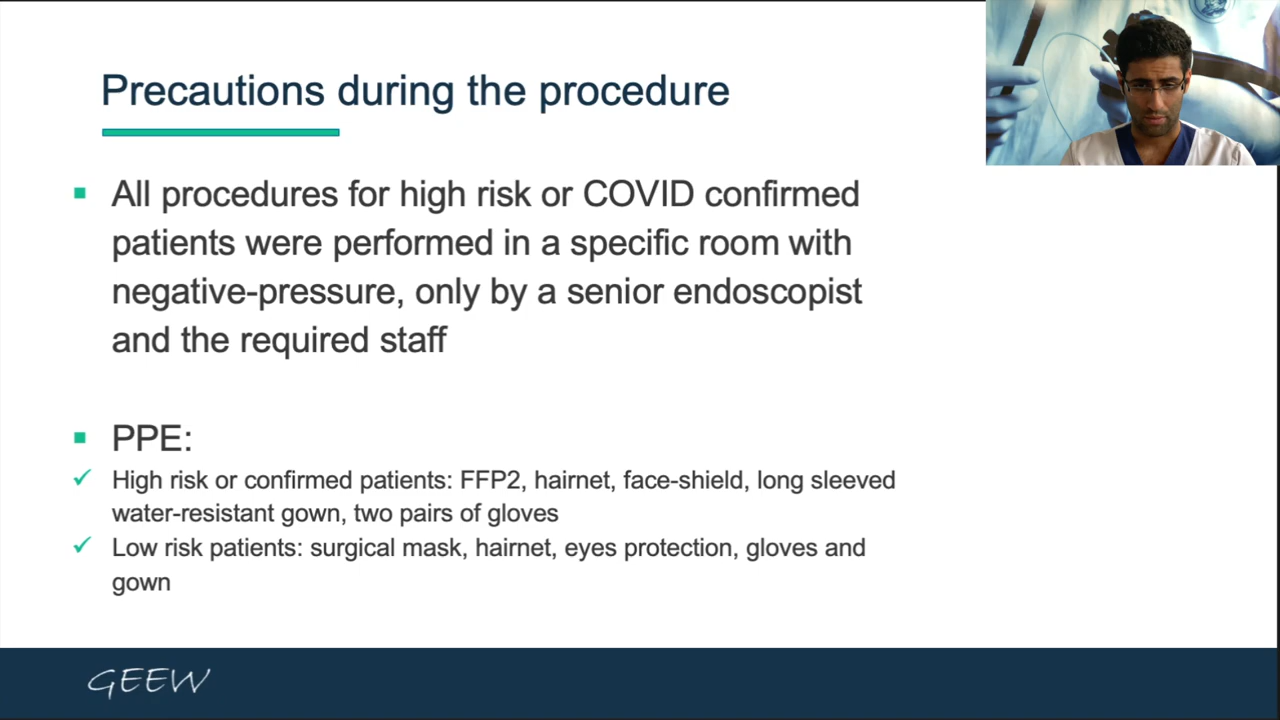 Precautions during the procedure
All procedures for high risk or COVID confirmed
patients were performed in a specific room with
negative-pressure, only by a senior endoscopist
and the required staff
PPE:
High risk or confirmed patients: FFP2, hairnet, face-shield, long sleeved
water-resistant gown, two pairs of gloves
Low risk patients: surgical mask, hairnet, eyes protection, gloves and
gown
GEEW